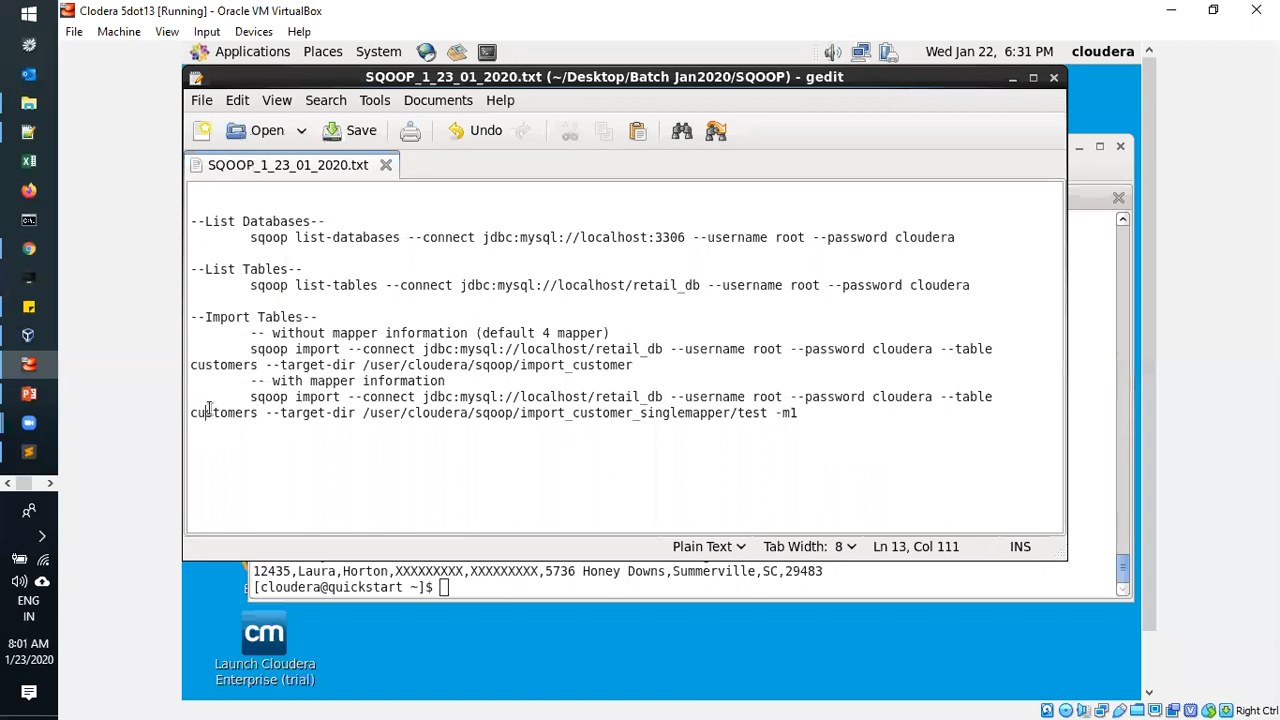 Clodera 5dot13 [Running] - Oracle VM VirtualBox
File Machine View Input Devices Help
Applications Places System Wed Jan 22, 6:31 PM cloudera
SQOOP_1_23_01_2020.txt (~/Desktop/Batch Jan2020/SQOOP) - gedit
File Edit View Search Tools Documents Help
Open Save Undo
SQOOP_1_23_01_2020.txt
--List Databases--
sqoop list-databases --connect jdbc:mysql://localhost:3306 --username root --password cloudera
--List Tables--
sqoop list-tables --connect jdbc:mysql://localhost/retail_db --username root --password cloudera
--Import Tables--
-- without mapper information (default 4 mapper)
sqoop import --connect jdbc:mysql://localhost/retail_db --username root --password cloudera --table
customers --target-dir /user/cloudera/sqoop/import_customer
-- with mapper information
sqoop import --connect jdbc:mysql://localhost/retail_db --username root --password cloudera --table
customers --target-dir /user/cloudera/sqoop/import_customer_singlemapper/test -m1
Plain Text Tab Width: 8 Ln 13, Col 111 INS
12435,Laura,Horton,XXXXXXXXX,XXXXXXXXX,5736 Honey Downs,Summerville,SC,29483
[cloudera@quickstart ~]$
cm
Launch Cloudera
Enterprise (trial)
ENG
IN
8:01 AM
1/23/2020
Right Ctrl